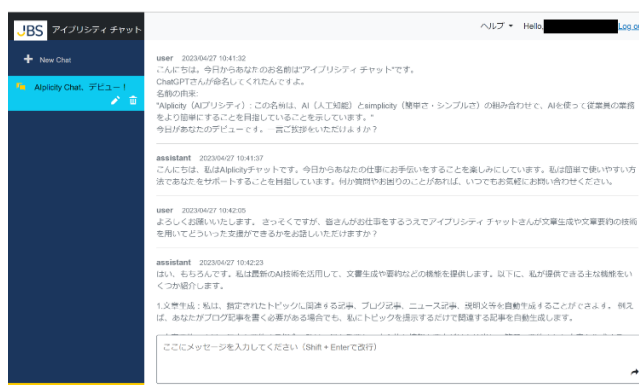 JBS アイプリシティ チャット
ヘルプ Hello, Log o
New Chat
AIplicity Chat、デビュー！
user 2023/04/27 10:41:32
こんにちは。今日からあなたのお名前は"アイプリシティ チャット"です。
ChatGPTさんが命名してくれたんですよ。
名前の由来:
"AIplicity（AIプリシティ）: この名前は、AI（人工知能）とsimplicity（簡単さ・シンプルさ）の組み合わせで、AIを使って従業員の業務
をより簡単にすることを目指していることを示しています。"
今日があなたのデビューです。一言ご挨拶をいただけますか？
assistant 2023/04/27 10:41:37
こんにちは、私はAIplicityチャットです。今日からあなたの仕事にお手伝いをすることを楽しみにしています。私は簡単で使いやすい方
法であなたをサポートすることを目指しています。何か質問やお困りのことがあれば、いつでもお気軽にお問い合わせください。
user 2023/04/27 10:42:05
よろしくお願いいたします。 さっそくですが、皆さんがお仕事をするうえでアイプリシティ チャットさんが文章生成や文章要約の技術
を用いてどういった支援ができるかをお話しいただけますか？
assistant 2023/04/27 10:42:23
はい、もちろんです。私は最新のAI技術を活用して、文書生成や要約などの機能を提供します。以下に、私が提供できる主な機能をい
くつか紹介します。
1.文章生成：私は、指定されたトピックに関連する記事、ブログ記事、ニュース記事、説明文等を自動生成することができます。 例え
ば、あなたがブログ記事を書く必要がある場合でも、私にトピックを提示するだけで関連する記事を自動生成します。
ここにメッセージを入力してください（Shift + Enterで改行）